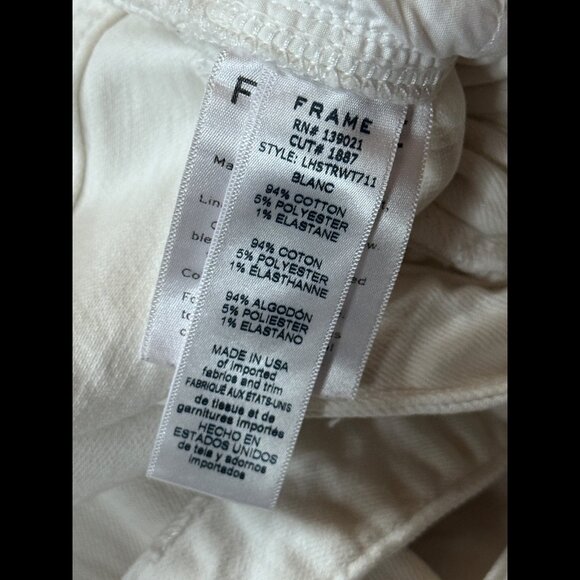 FRAME
RN# 139021
CUT# 1887
STYLE: LHSTRWT711
BLANC
94% COTTON
5% POLYESTER
1% ELASTANE
94% COTON
5% POLYESTER
1% ÉLASTHANNE
94% ALGODÓN
5% POLIESTER
1% ELASTANO
MADE IN USA
of imported
fabrics and trim
FABRIQUÉ AUX ÉTATS-UNIS
de tissus et de
garnitures importés
HECHO EN
ESTADOS UNIDOS
de tela y adornos
importados
F